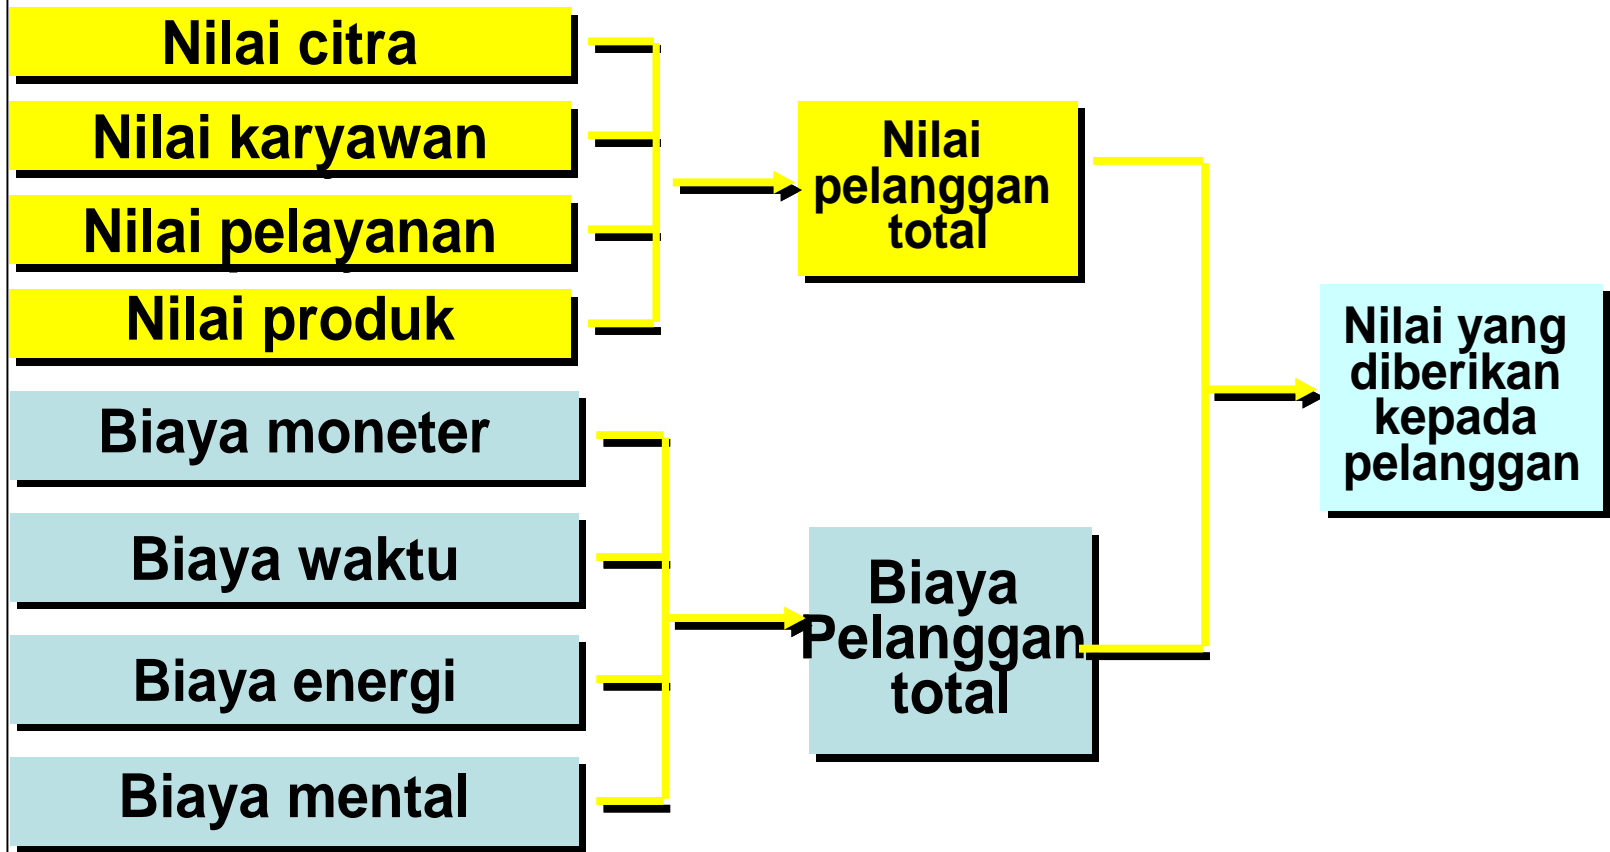 Nilai citra
Nilai karyawan
Nilai pelayanan
Nilai produk
Biaya moneter
Biaya waktu
Biaya energi
Biaya mental
Nilai
pelanggan
total
Biaya
Pelanggan
total
Nilai yang
diberikan
kepada
pelanggan